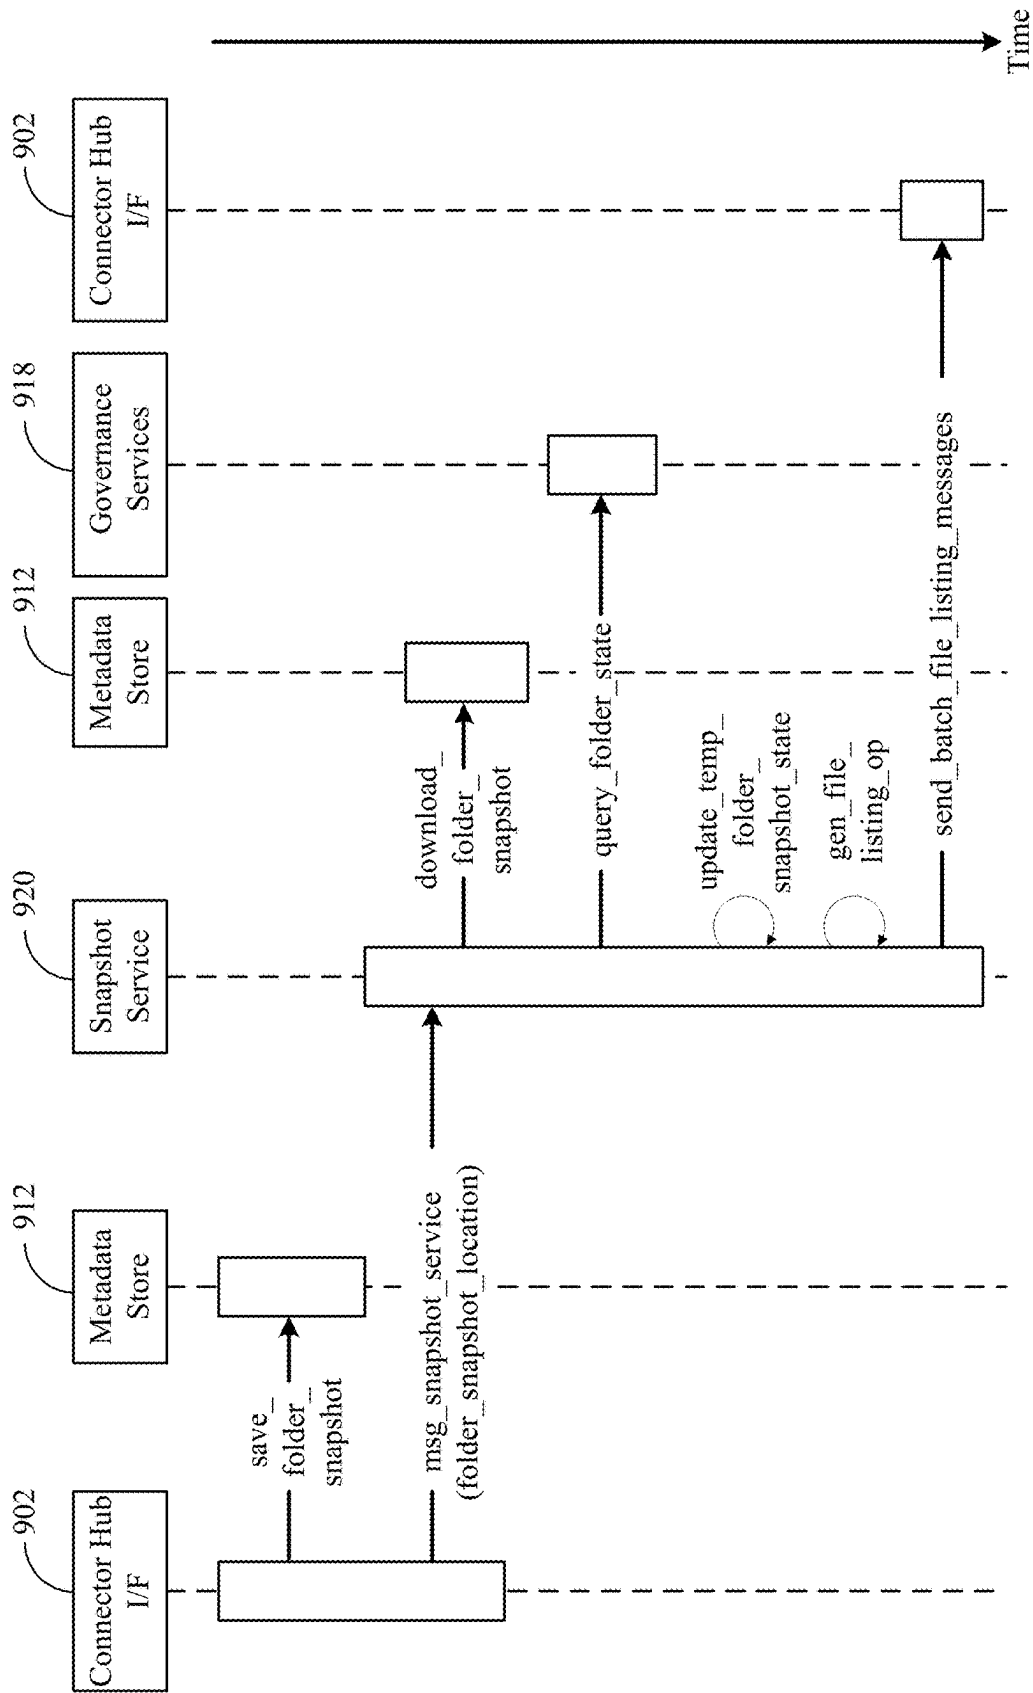 902
Connector Hub
I/F
912
Metadata
Store
920
Snapshot
Service
912
Metadata
Store
918
Governance
Services
902
Connector Hub
I/F
save_
folder_
snapshot
msg_snapshot_service
(folder_snapshot_location)
download_
folder_
snapshot
query_folder_state
update_temp_
folder_
snapshot_state
gen_file_
listing_op
send_batch_file_listing_messages
Time